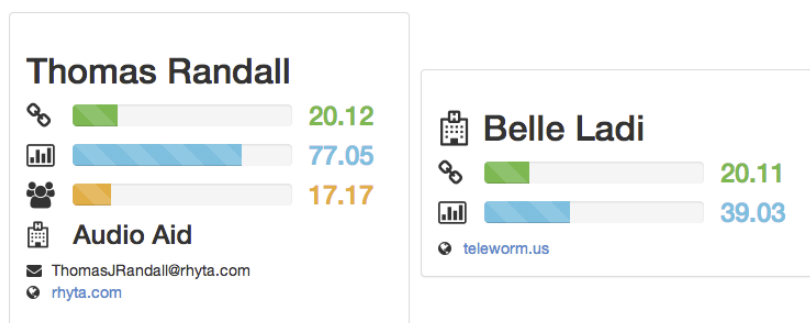 Thomas Randall
20.12
77.05
17.17
Audio Aid
ThomasJRandall@rhyta.com
rhyta.com
Belle Ladi
20.11
39.03
teleworm.us